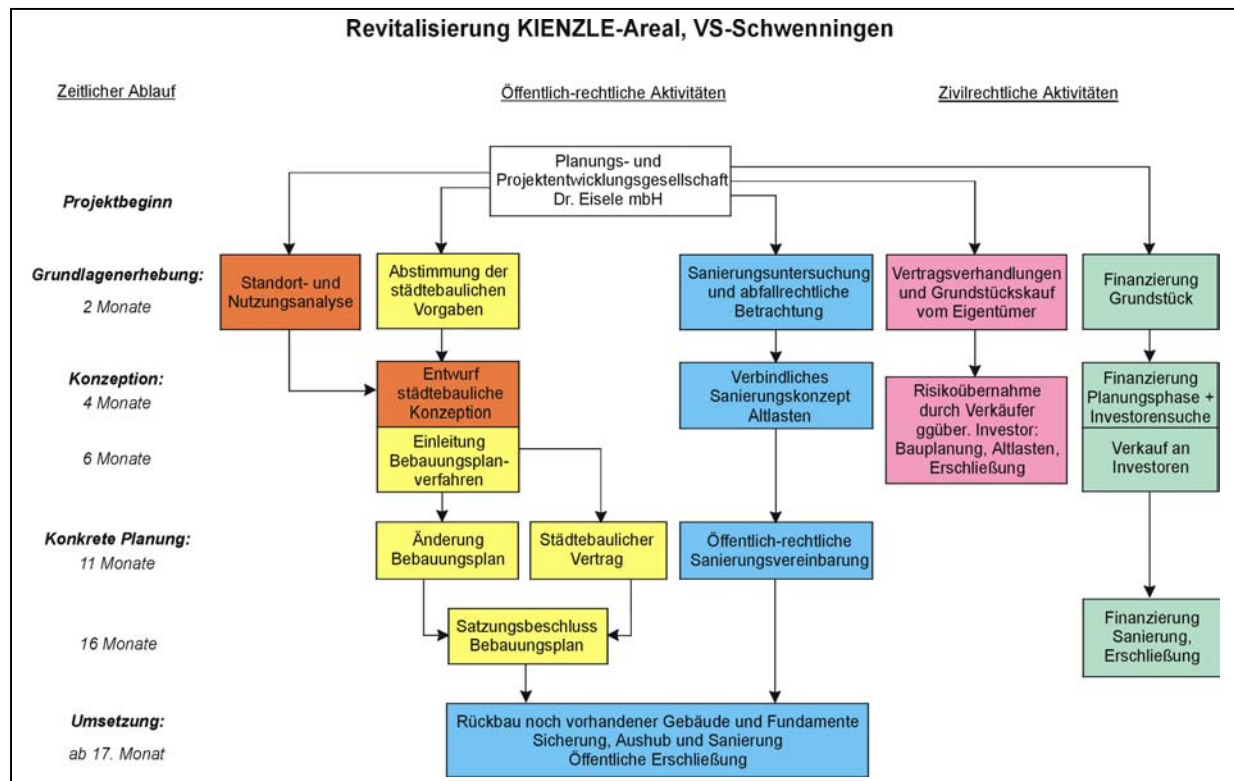 Revitalisierung KIENZLE-Areal, VS-Schwenningen
Zeitlicher Ablauf
Öffentlich-rechtliche Aktivitäten
Zivilrechtliche Aktivitäten
Planungs- und
Projektentwicklungsgesellschaft
Dr. Eisele mbH
Projektbeginn
Grundlagenerhebung:
2 Monate
Standort- und
Nutzungsanalyse
Abstimmung der
städtebaulichen
Vorgaben
Sanierungsuntersuchung
und abfallrechtliche
Betrachtung
Vertragsverhandlungen
und Grundstückskauf
vom Eigentümer
Finanzierung
Grundstück
Konzeption:
4 Monate
Entwurf
städtebauliche
Konzeption
Verbindliches
Sanierungskonzept
Altlasten
Risikoübernahme
durch Verkäufer
ggüber. Investor:
Bauplanung, Altlasten,
Erschließung
Finanzierung
Planungsphase +
Investorensuche
6 Monate
Einleitung
Bebauungsplan-
verfahren
Verkauf an
Investoren
Konkrete Planung:
11 Monate
Änderung
Bebauungsplan
Städtebaulicher
Vertrag
Öffentlich-rechtliche
Sanierungsvereinbarung
16 Monate
Satzungsbeschluss
Bebauungsplan
Finanzierung
Sanierung,
Erschließung
Umsetzung:
ab 17. Monat
Rückbau noch vorhandener Gebäude und Fundamente
Sicherung, Aushub und Sanierung
Öffentliche Erschließung